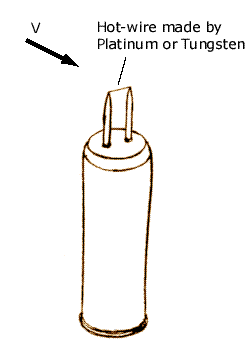 V
Hot-wire made by
Platinum or Tungsten